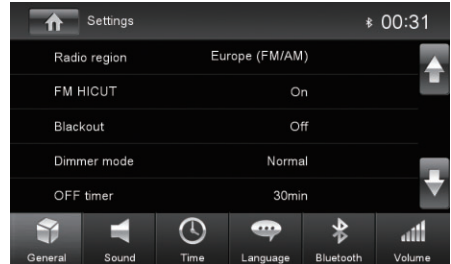 Settings 00:31
Radio region Europe (FM/AM)
FM HICUT On
Blackout Off
Dimmer mode Normal
OFF timer 30min
General Sound Time Language Bluetooth Volume